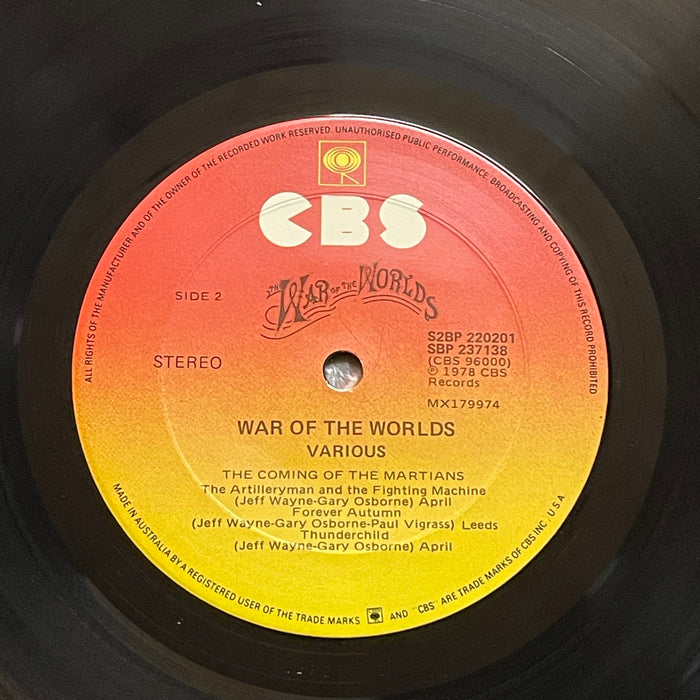 ALL RIGHTS OF THE MANUFACTURER AND OF THE OWNER OF THE RECORDED WORK RESERVED. UNAUTHORISED PUBLIC PERFORMANCE, BROADCASTING AND COPYING OF THIS RECORD PROHIBITED
CBS
THE WAR OF THE WORLDS
SIDE 2
STEREO
S2BP 220201
SBP 237138
(CBS 96000)
℗ 1978 CBS
Records
MX179974
WAR OF THE WORLDS
VARIOUS
THE COMING OF THE MARTIANS
The Artilleryman and the Fighting Machine
(Jeff Wayne-Gary Osborne) April
Forever Autumn
(Jeff Wayne-Gary Osborne-Paul Vigrass) Leeds
Thunderchild
(Jeff Wayne-Gary Osborne) April
MADE IN AUSTRALIA BY A REGISTERED USER OF THE TRADE MARKS AND "CBS" ARE TRADE MARKS OF CBS INC., U.S.A